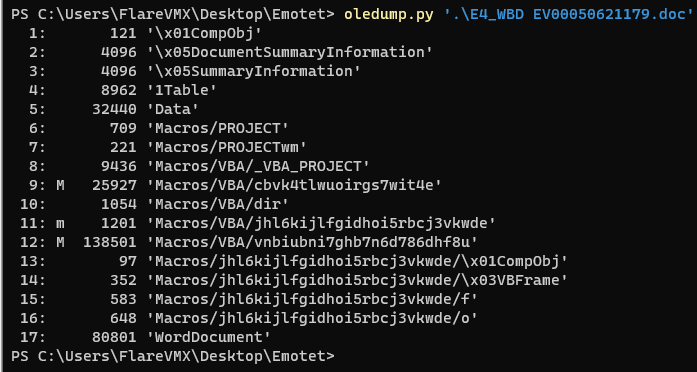 PS C:\Users\FlareVMX\Desktop\Emotet> oledump.py '.\E4_WBD EV00050621179.doc'
  1:       121 '\x01CompObj'
  2:      4096 '\x05DocumentSummaryInformation'
  3:      4096 '\x05SummaryInformation'
  4:      8962 '1Table'
  5:     32440 'Data'
  6:       709 'Macros/PROJECT'
  7:       221 'Macros/PROJECTwm'
  8:      9436 'Macros/VBA/_VBA_PROJECT'
  9: M   25927 'Macros/VBA/cbvk4tlwuoirgs7wit4e'
 10:      1054 'Macros/VBA/dir'
 11: m    1201 'Macros/VBA/jhl6kijlfgidhoi5rbcj3vkwde'
 12: M  138501 'Macros/VBA/vnbiubni7ghb7n6d786dhf8u'
 13:        97 'Macros/jhl6kijlfgidhoi5rbcj3vkwde/\x01CompObj'
 14:       352 'Macros/jhl6kijlfgidhoi5rbcj3vkwde/\x03VBFrame'
 15:       583 'Macros/jhl6kijlfgidhoi5rbcj3vkwde/f'
 16:       648 'Macros/jhl6kijlfgidhoi5rbcj3vkwde/o'
 17:     80801 'WordDocument'
PS C:\Users\FlareVMX\Desktop\Emotet>